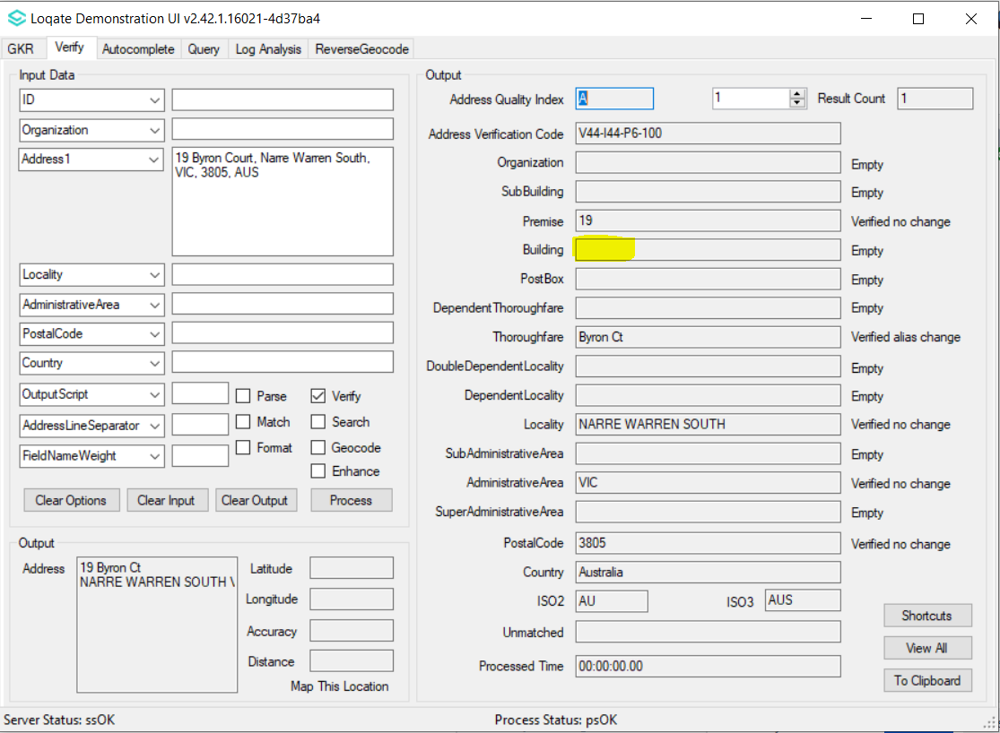 Loqate Demonstration UI v2.42.1.16021-4d37ba4
GKR Verify Autocomplete Query Log Analysis ReverseGeocode
Input Data
ID
Organization
Address1 19 Byron Court, Narre Warren South,
VIC, 3805, AUS
Locality
AdministrativeArea
PostalCode
Country
OutputScript Parse Verify
AddressLineSeparator Match Search
FieldNameWeight Format Geocode
Enhance
Clear Options Clear Input Clear Output Process
Output
Address 19 Byron Ct
NARRE WARREN SOUTH \
Latitude
Longitude
Accuracy
Distance
Map This Location
Output
Address Quality Index A 1 Result Count 1
Address Verification Code V44-I44-P6-100
Organization Empty
SubBuilding Empty
Premise 19 Verified no change
Building Empty
PostBox Empty
DependentThoroughfare Empty
Thoroughfare Byron Ct Verified alias change
DoubleDependentLocality Empty
DependentLocality Empty
Locality NARRE WARREN SOUTH Verified no change
SubAdministrativeArea Empty
AdministrativeArea VIC Verified no change
SuperAdministrativeArea Empty
PostalCode 3805 Verified no change
Country Australia
ISO2 AU ISO3 AUS
Unmatched
Processed Time 00:00:00.00
Shortcuts
View All
To Clipboard
Server Status: ssOK Process Status: psOK